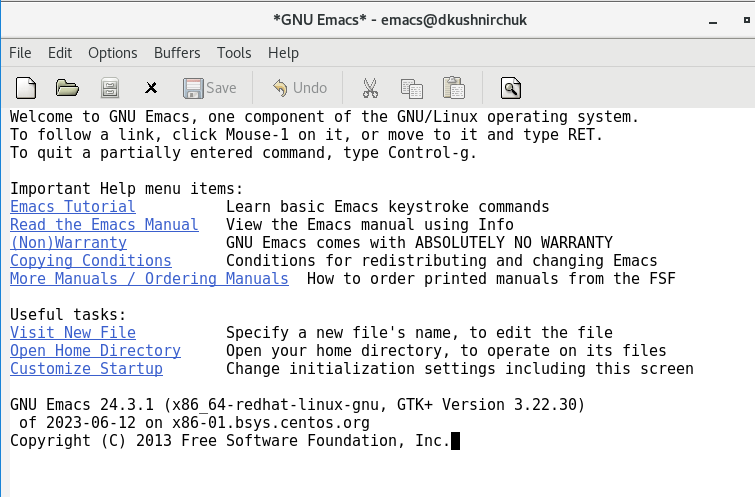 *GNU Emacs* - emacs@dkushnirchuk
File Edit Options Buffers Tools Help
Save Undo
Welcome to GNU Emacs, one component of the GNU/Linux operating system.
To follow a link, click Mouse-1 on it, or move to it and type RET.
To quit a partially entered command, type Control-g.
Important Help menu items:
Emacs Tutorial Learn basic Emacs keystroke commands
Read the Emacs Manual View the Emacs manual using Info
(Non)Warranty GNU Emacs comes with ABSOLUTELY NO WARRANTY
Copying Conditions Conditions for redistributing and changing Emacs
More Manuals / Ordering Manuals How to order printed manuals from the FSF
Useful tasks:
Visit New File Specify a new file's name, to edit the file
Open Home Directory Open your home directory, to operate on its files
Customize Startup Change initialization settings including this screen
GNU Emacs 24.3.1 (x86_64-redhat-linux-gnu, GTK+ Version 3.22.30)
of 2023-06-12 on x86-01.bsys.centos.org
Copyright (C) 2013 Free Software Foundation, Inc.